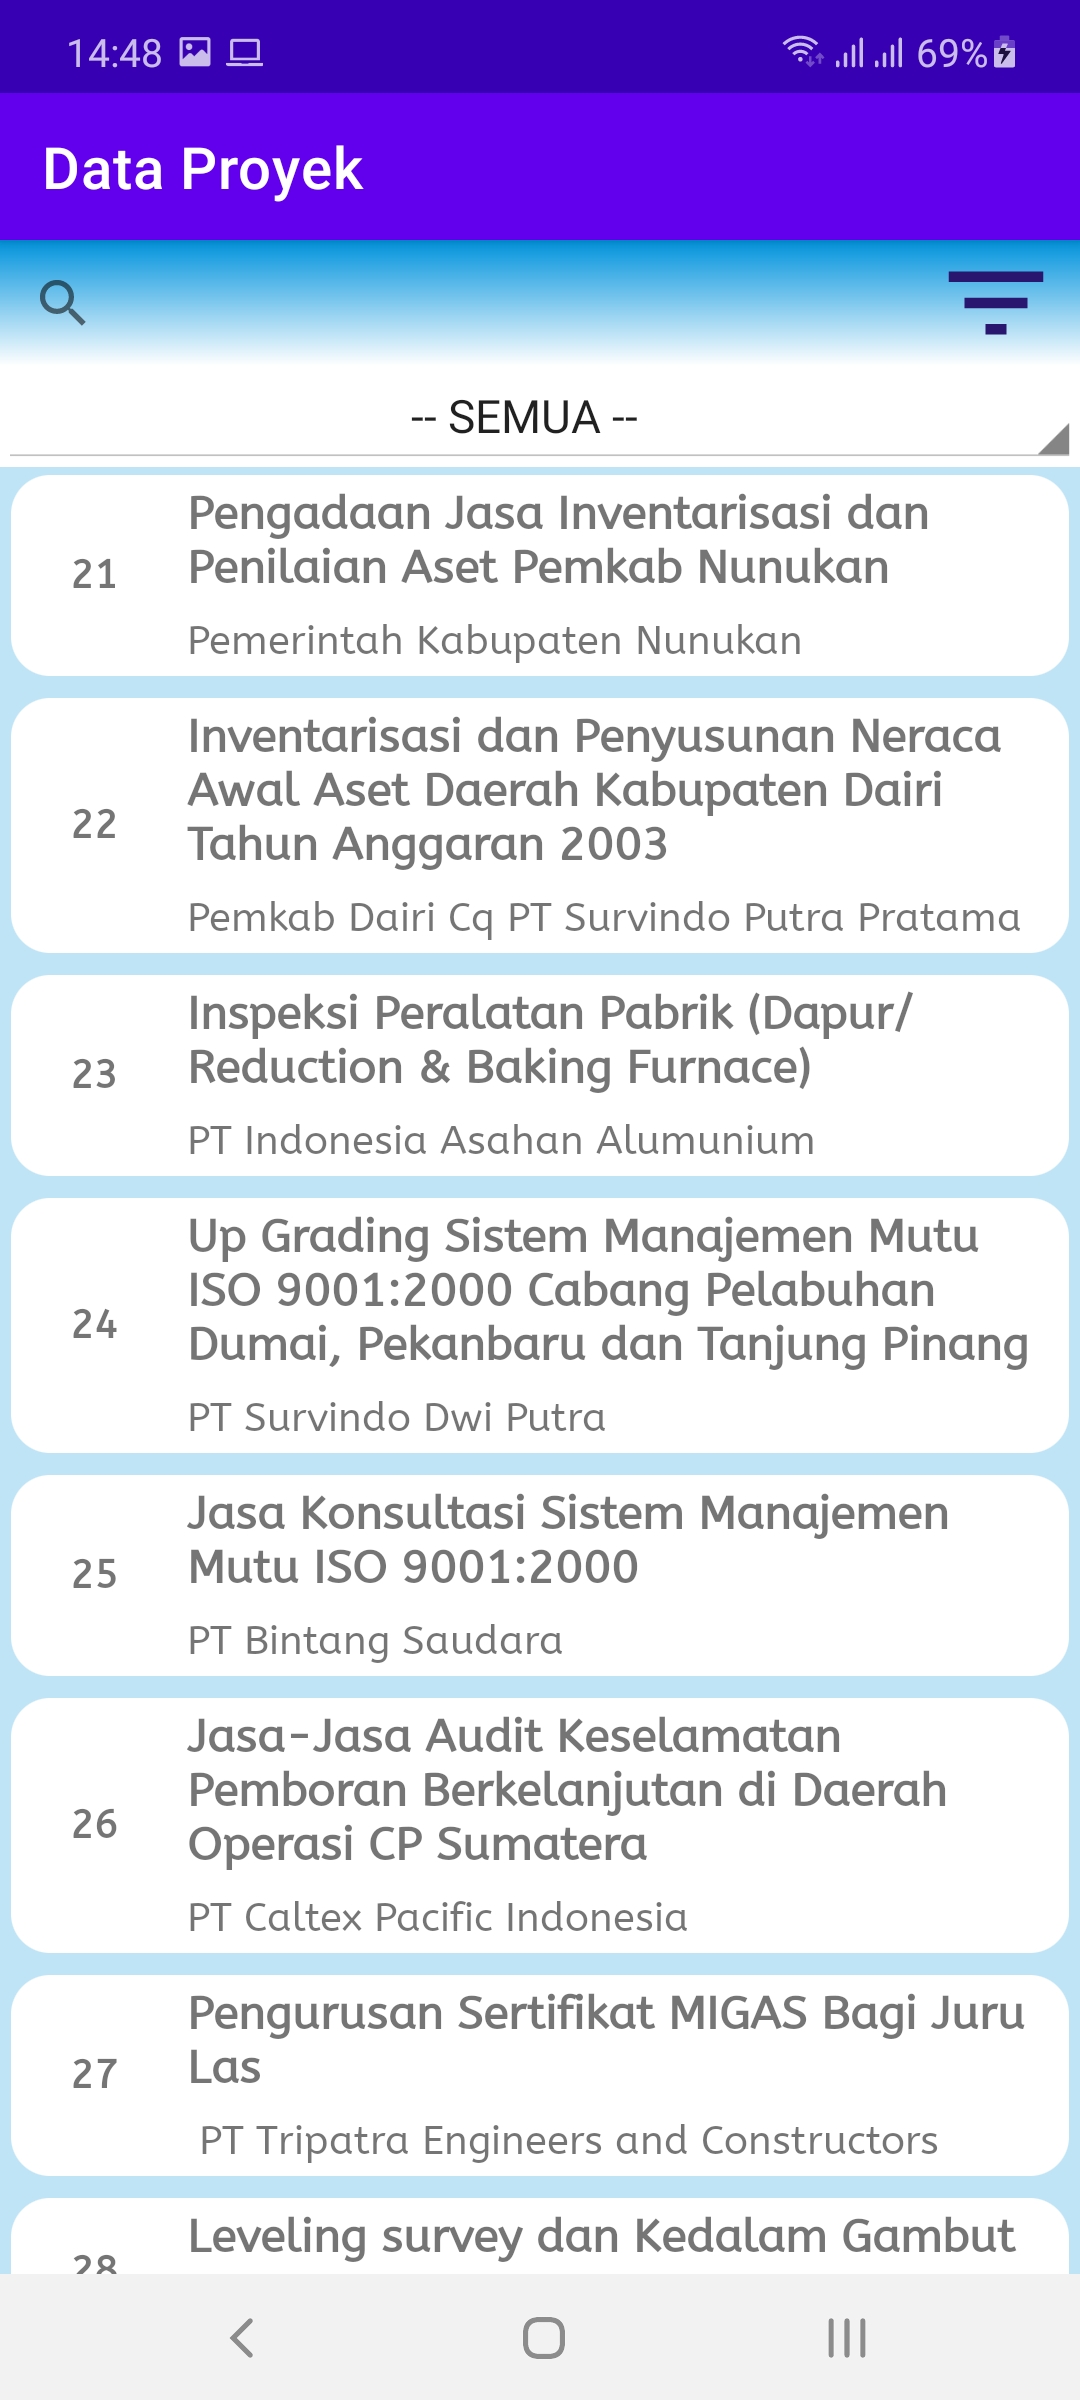 14:48
69%
Data Proyek
-- SEMUA --
21
Pengadaan Jasa Inventarisasi dan
Penilaian Aset Pemkab Nunukan
Pemerintah Kabupaten Nunukan
22
Inventarisasi dan Penyusunan Neraca
Awal Aset Daerah Kabupaten Dairi
Tahun Anggaran 2003
Pemkab Dairi Cq PT Survindo Putra Pratama
23
Inspeksi Peralatan Pabrik (Dapur/
Reduction & Baking Furnace)
PT Indonesia Asahan Alumunium
24
Up Grading Sistem Manajemen Mutu
ISO 9001:2000 Cabang Pelabuhan
Dumai, Pekanbaru dan Tanjung Pinang
PT Survindo Dwi Putra
25
Jasa Konsultasi Sistem Manajemen
Mutu ISO 9001:2000
PT Bintang Saudara
26
Jasa-Jasa Audit Keselamatan
Pemboran Berkelanjutan di Daerah
Operasi CP Sumatera
PT Caltex Pacific Indonesia
27
Pengurusan Sertifikat MIGAS Bagi Juru
Las
PT Tripatra Engineers and Constructors
28
Leveling survey dan Kedalam Gambut